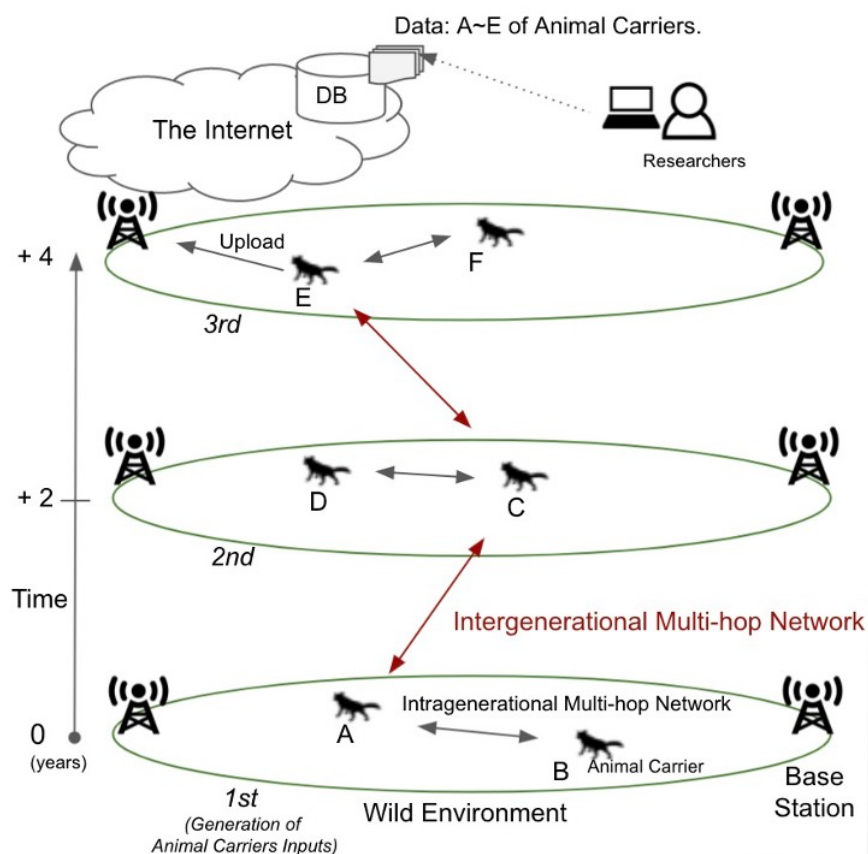 Data: A~E of Animal Carriers.
DB
The Internet
Researchers
+ 4
Upload
E
F
3rd
+ 2
D
C
2nd
Time
Intergenerational Multi-hop Network
Intragenerational Multi-hop Network
A
0
(years)
B
Animal Carrier
1st
(Generation of
Animal Carriers Inputs)
Wild Environment
Base
Station